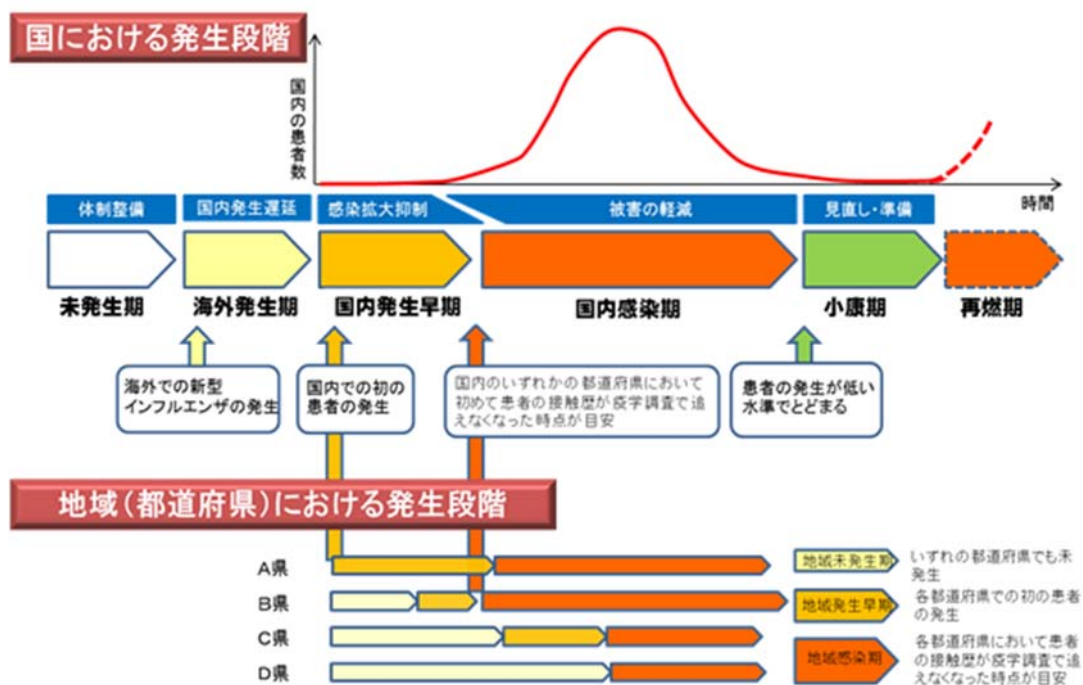 国における発生段階
国内の患者数
時間
体制整備
国内発生遅延
感染拡大抑制
被害の軽減
見直し・準備
未発生期
海外発生期
国内発生早期
国内感染期
小康期
再燃期
海外での新型
インフルエンザの発生
国内での初の
患者の発生
国内のいずれかの都道府県において
初めて患者の接触歴が疫学調査で追
えなくなった時点が目安
患者の発生が低い
水準でとどまる
地域(都道府県)における発生段階
A県
B県
C県
D県
地域未発生期
いずれの都道府県でも未
発生
地域発生早期
各都道府県での初の患者
の発生
地域感染期
各都道府県において患者
の接触歴が疫学調査で追
えなくなった時点が目安